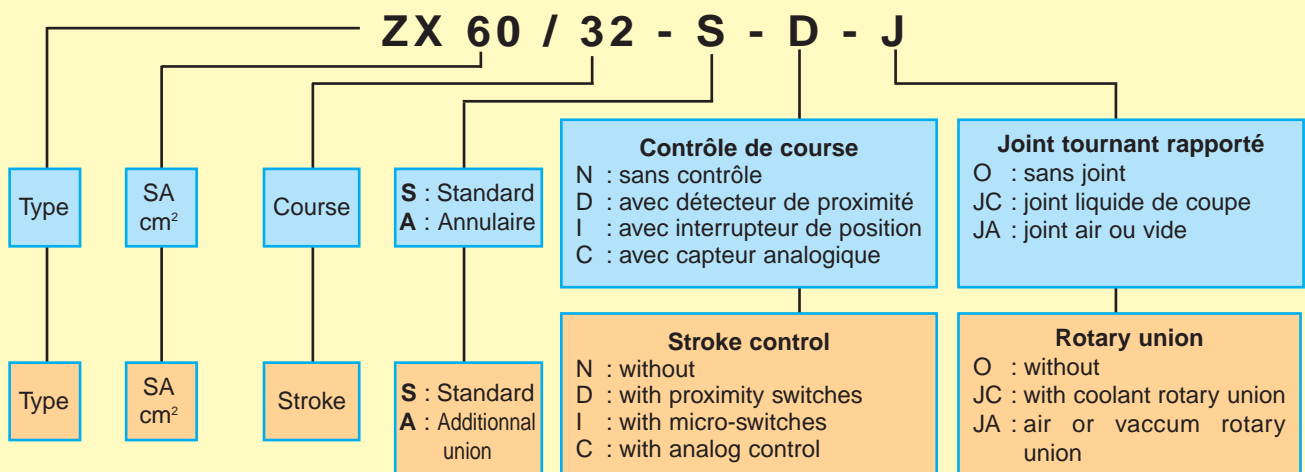 ZX 60 / 32 - S - D - J
Type
SA
cm²
Course
S : Standard
A : Annulaire
Contrôle de course
N : sans contrôle
D : avec détecteur de proximité
I : avec interrupteur de position
C : avec capteur analogique
Joint tournant rapporté
O : sans joint
JC : joint liquide de coupe
JA : joint air ou vide
Type
SA
cm²
Stroke
S : Standard
A : Additionnal
union
Stroke control
N : without
D : with proximity switches
I : with micro-switches
C : with analog control
Rotary union
O : without
JC : with coolant rotary union
JA : air or vaccum rotary
union